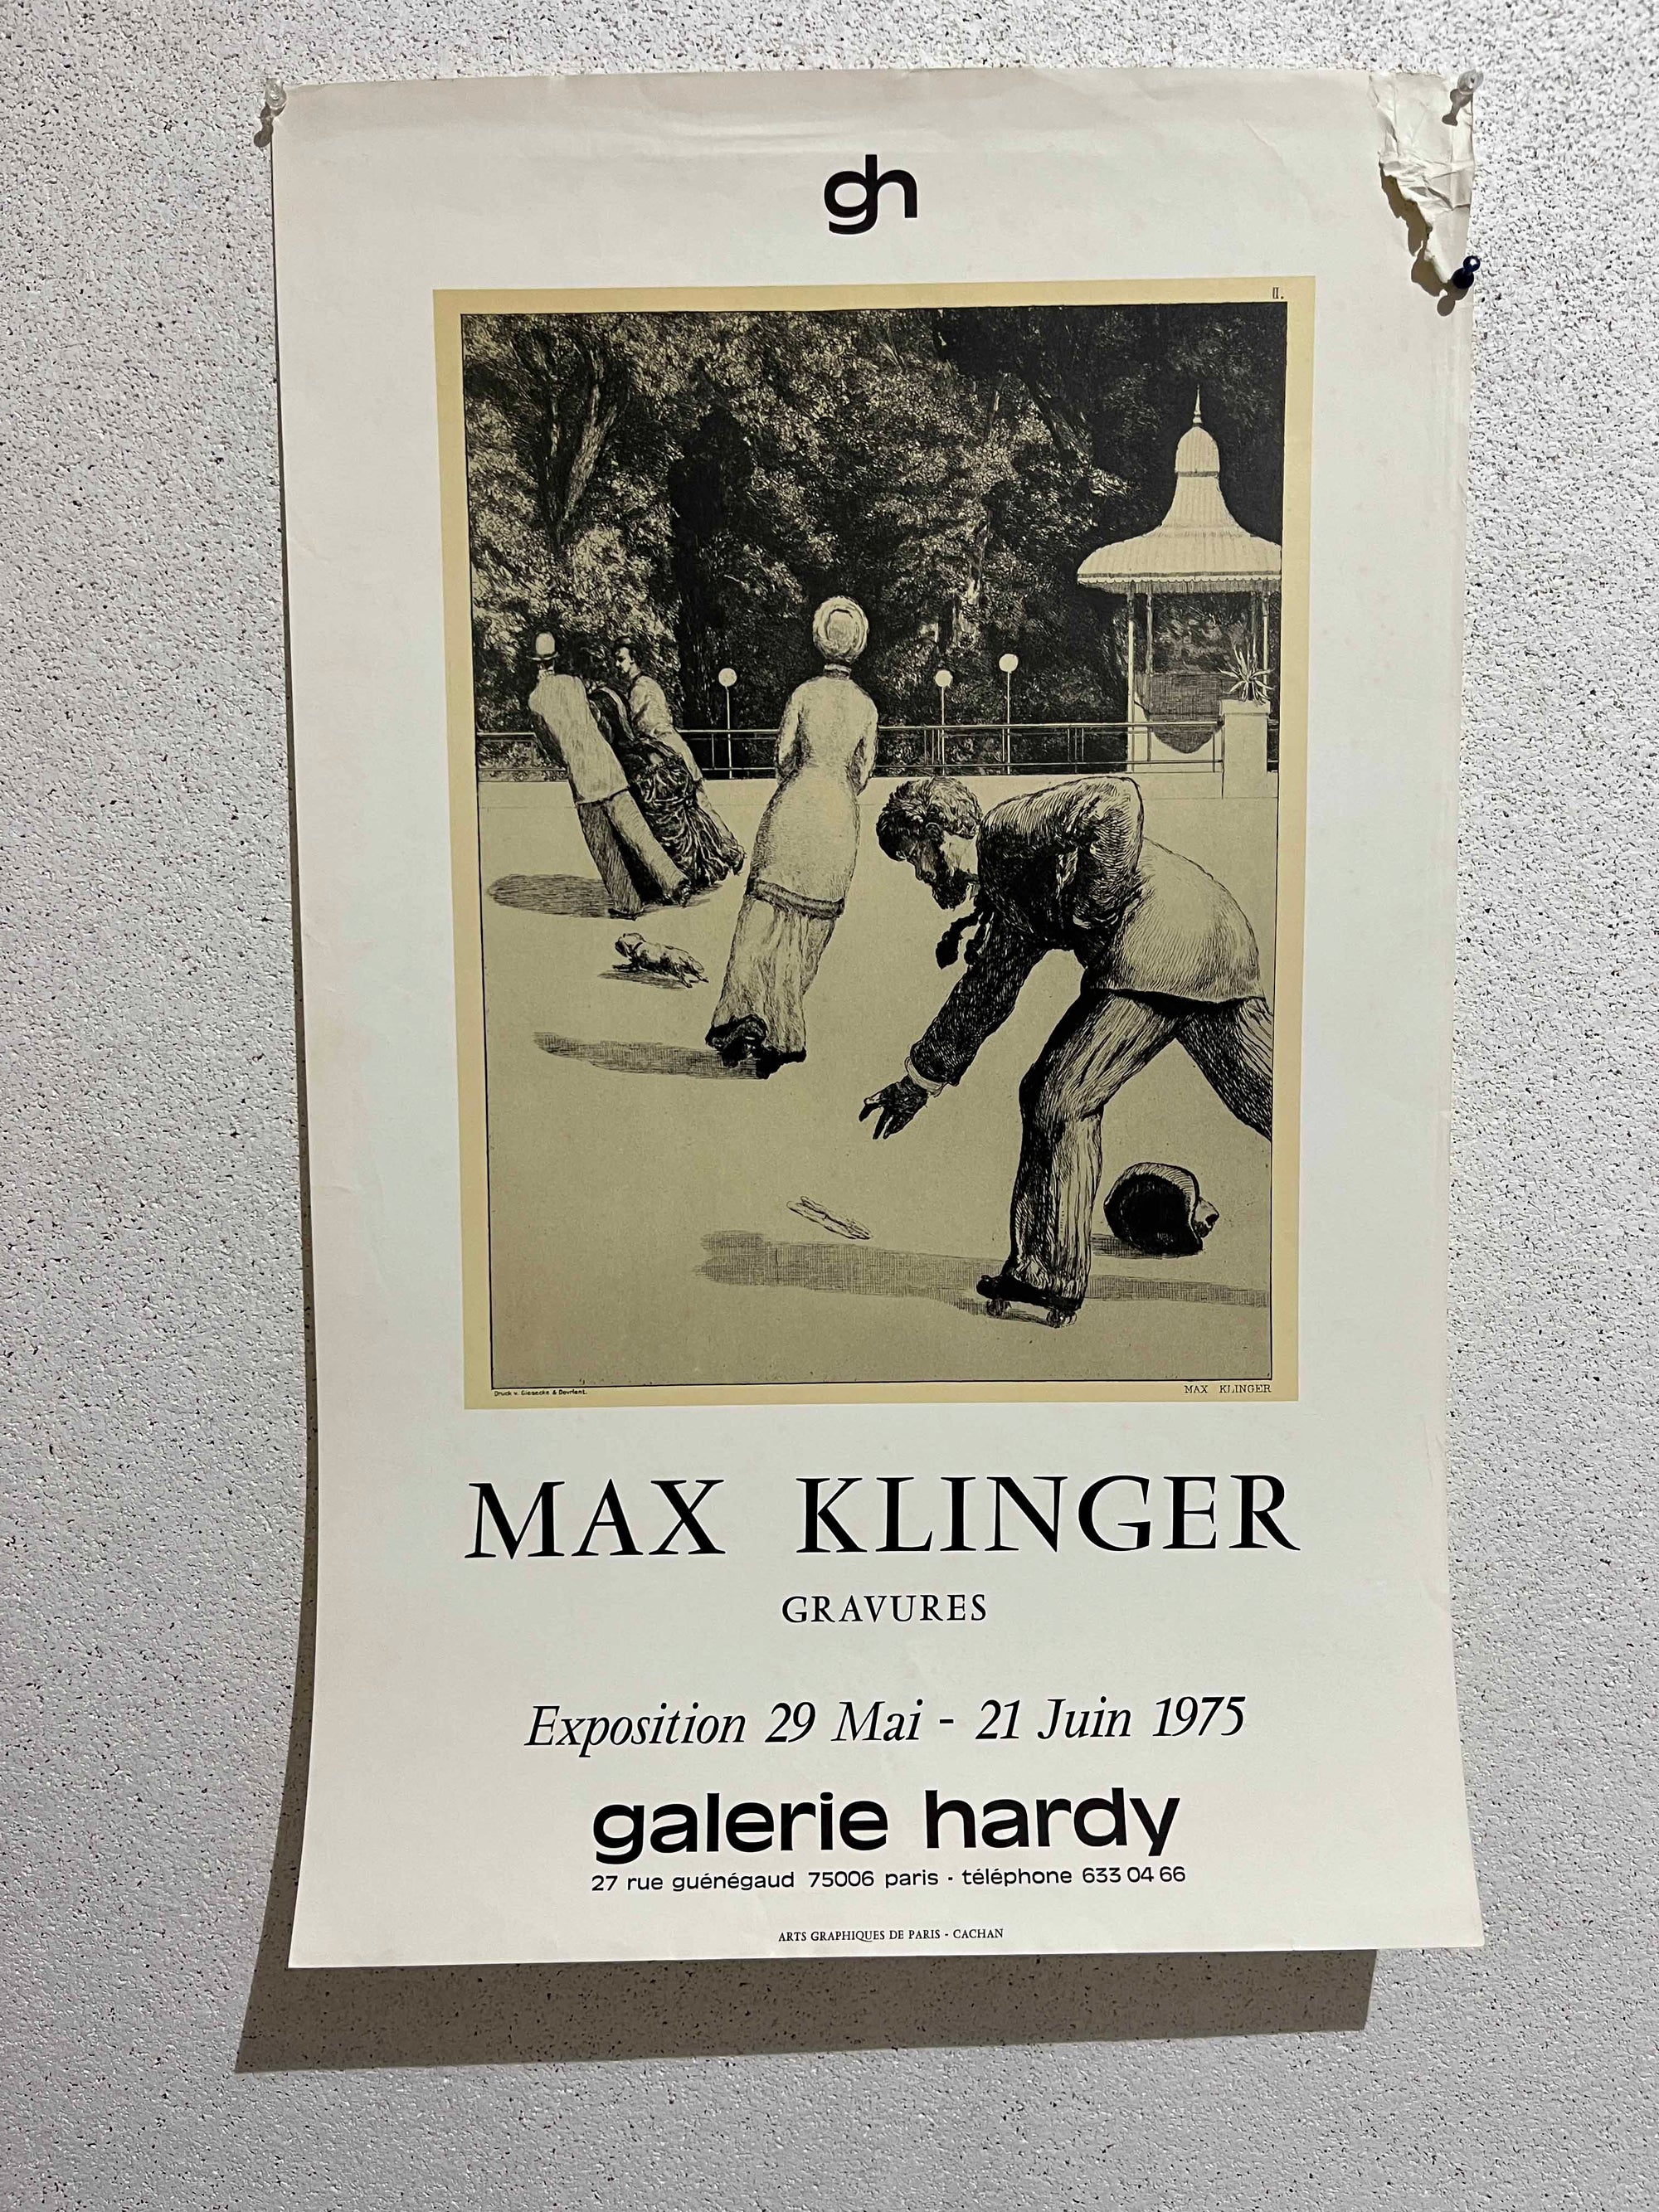 gh
II.
Druck v. Giesecke & Devrient.
MAX KLINGER
MAX KLINGER
GRAVURES
Exposition 29 Mai - 21 Juin 1975
galerie hardy
27 rue guénégaud 75006 paris - téléphone 633 04 66
ARTS GRAPHIQUES DE PARIS - CACHAN